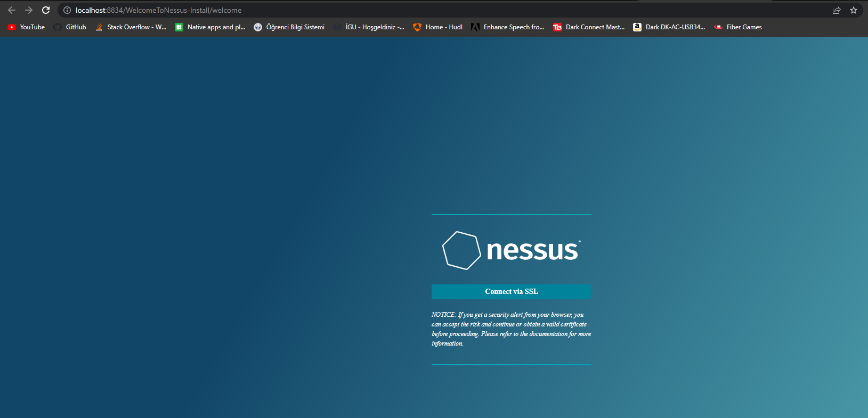 localhost:8834/WelcomeToNessus-Install/welcome
YouTube GitHub Stack Overflow - W... Native apps and pl... Öğrenci Bilgi Sistemi İGÜ - Hoşgeldiniz -... Home - Hudl Enhance Speech fro... Dark Connect Mast... Dark DK-AC-USB34... Fiber Games
nessus
Connect via SSL
NOTICE: If you get a security alert from your browser, you
can accept the risk and continue or obtain a valid certificate
before proceeding. Please refer to the documentation for more
information.